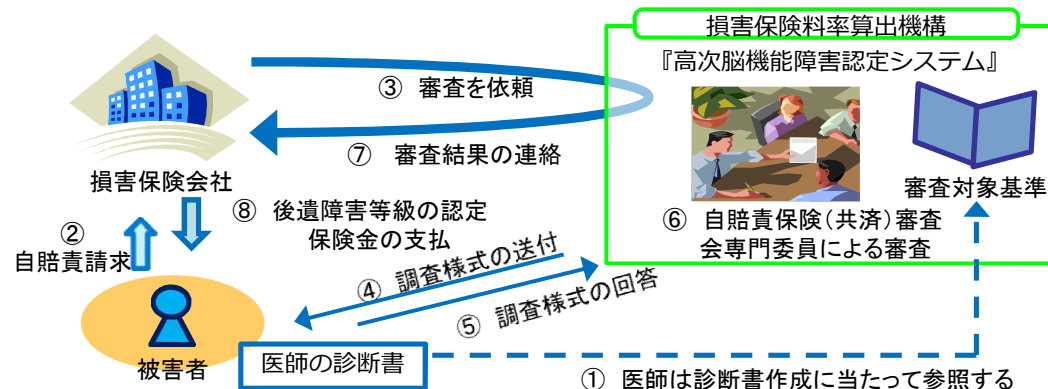 損害保険料率算出機構
『高次脳機能障害認定システム』
③ 審査を依頼
⑦ 審査結果の連絡
損害保険会社
審査対象基準
⑥ 自賠責保険（共済）審査
会専門委員による審査
②
自賠責請求
⑧ 後遺障害等級の認定
保険金の支払
④ 調査様式の送付
⑤ 調査様式の回答
被害者
医師の診断書
① 医師は診断書作成に当たって参照する